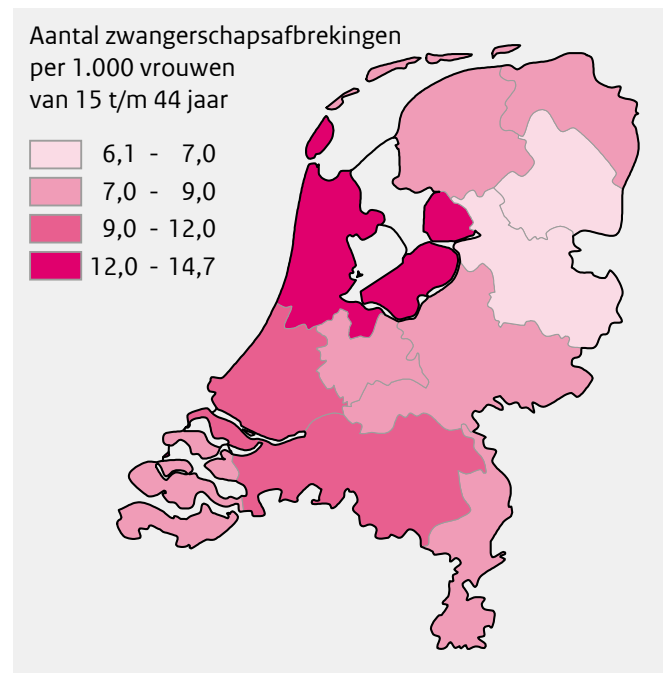 Aantal zwangerschapsafbrekingen
per 1.000 vrouwen
van 15 t/m 44 jaar
6,1 - 7,0
7,0 - 9,0
9,0 - 12,0
12,0 - 14,7